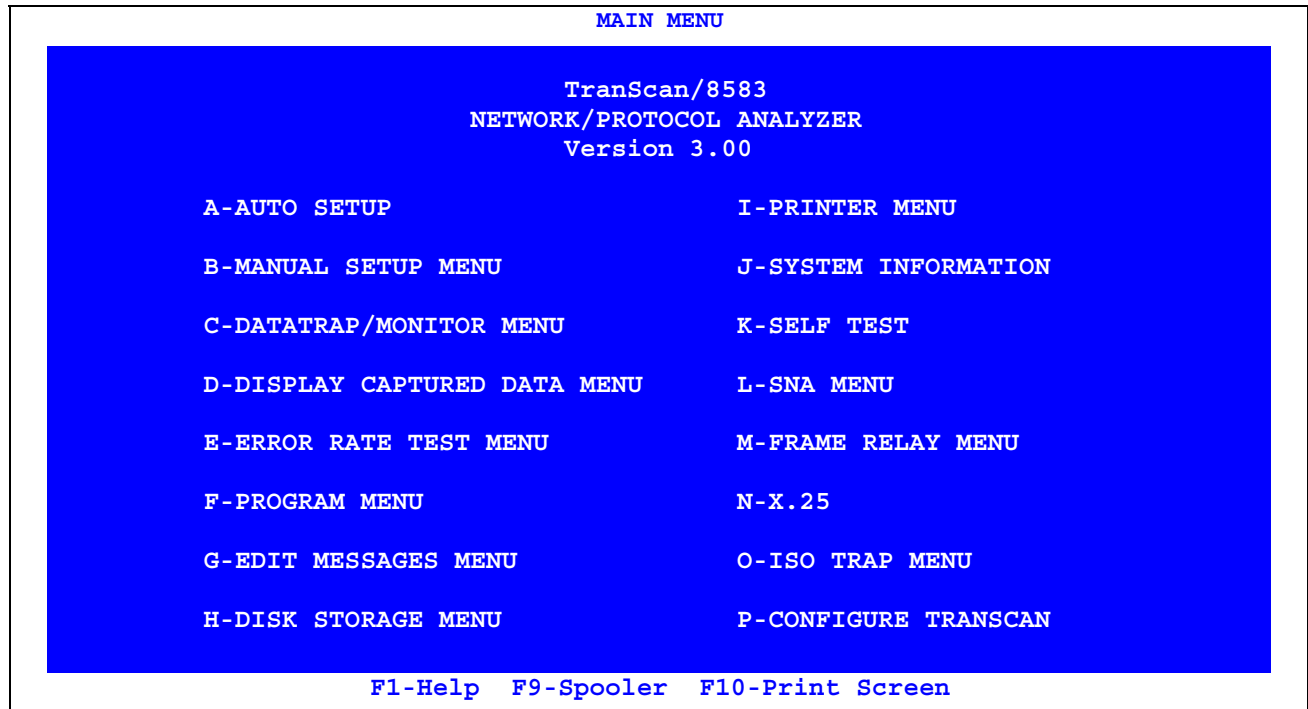 MAIN MENU
TranScan/8583
NETWORK/PROTOCOL ANALYZER
Version 3.00
A-AUTO SETUP I-PRINTER MENU
B-MANUAL SETUP MENU J-SYSTEM INFORMATION
C-DATATRAP/MONITOR MENU K-SELF TEST
D-DISPLAY CAPTURED DATA MENU L-SNA MENU
E-ERROR RATE TEST MENU M-FRAME RELAY MENU
F-PROGRAM MENU N-X.25
G-EDIT MESSAGES MENU O-ISO TRAP MENU
H-DISK STORAGE MENU P-CONFIGURE TRANSCAN
F1-Help F9-Spooler F10-Print Screen